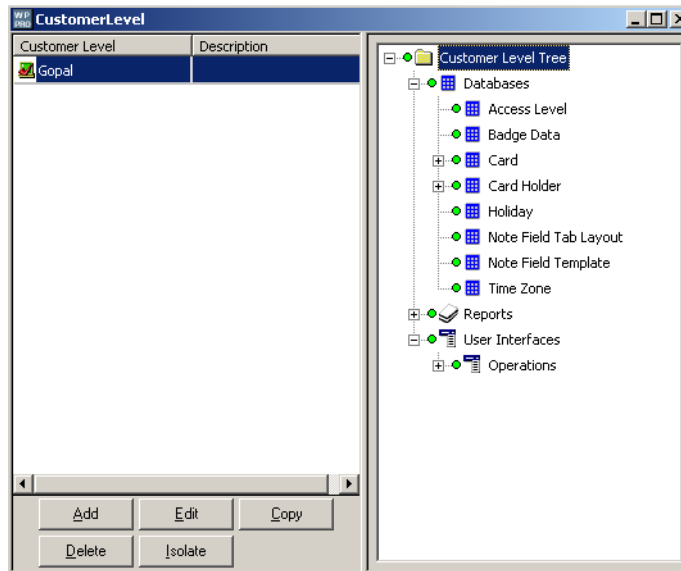 WP PRO CustomerLevel
Customer Level Description
Gopal
Add Edit Copy
Delete Isolate
Customer Level Tree
Databases
Access Level
Badge Data
Card
Card Holder
Holiday
Note Field Tab Layout
Note Field Template
Time Zone
Reports
User Interfaces
Operations